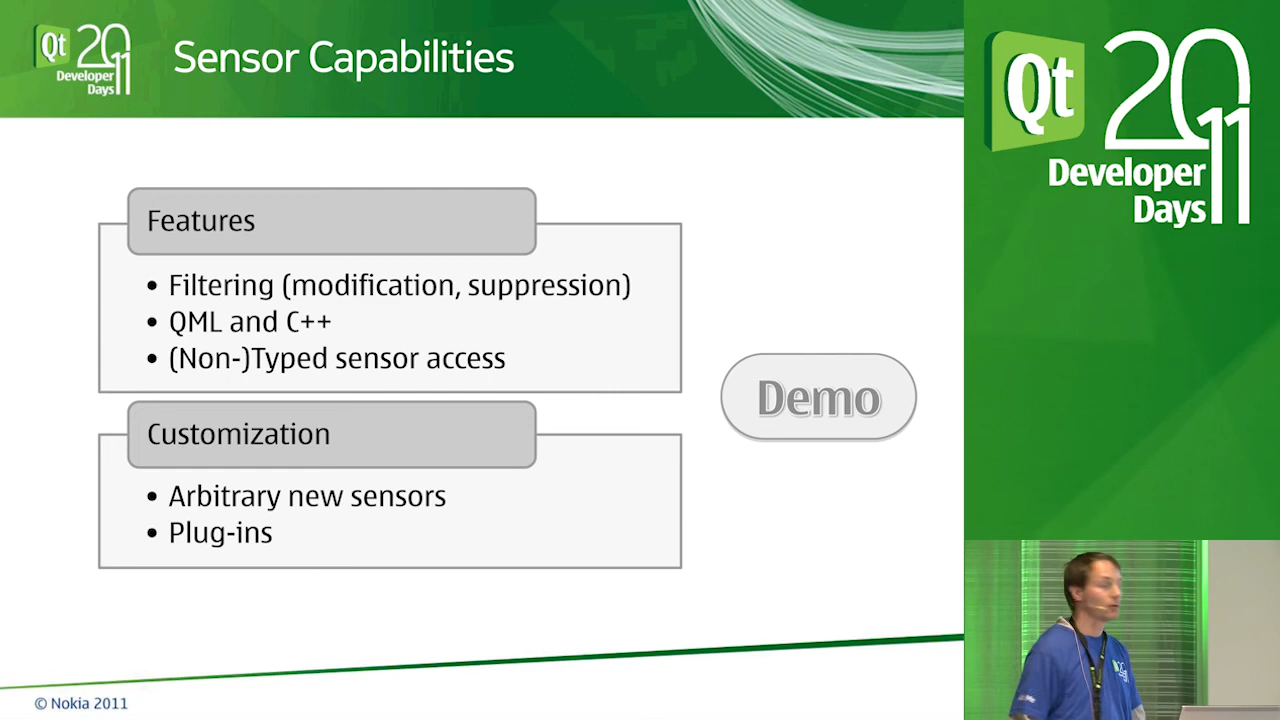 Qt 2011
Developer
Days
Sensor Capabilities
Features
• Filtering (modification, suppression)
• QML and C++
• (Non-)Typed sensor access
Customization
• Arbitrary new sensors
• Plug-ins
Demo
© Nokia 2011
Qt 2011
Developer
Days